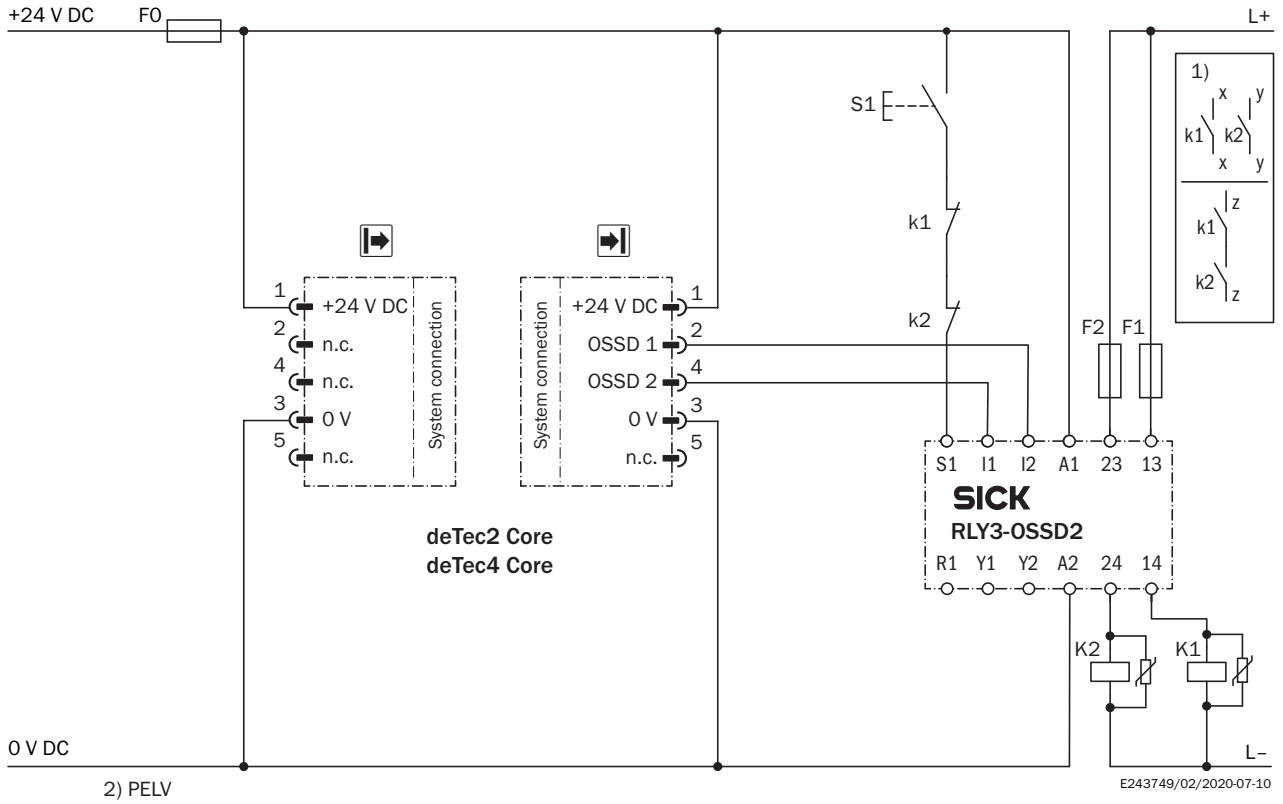 +24 V DC
F0
L+
1)
x
y
k1
k2
x
y
z
k1
k2
z
S1
k1
k2
F2
F1
1
+24 V DC
2
n.c.
4
n.c.
3
0 V
5
n.c.
System connection
System connection
+24 V DC
1
OSSD 1
2
OSSD 2
4
0 V
3
n.c.
5
deTec2 Core
deTec4 Core
S1
I1
I2
A1
23
13
SICK
RLY3-OSSD2
R1
Y1
Y2
A2
24
14
K2
K1
0 V DC
L–
2) PELV
E243749/02/2020-07-10